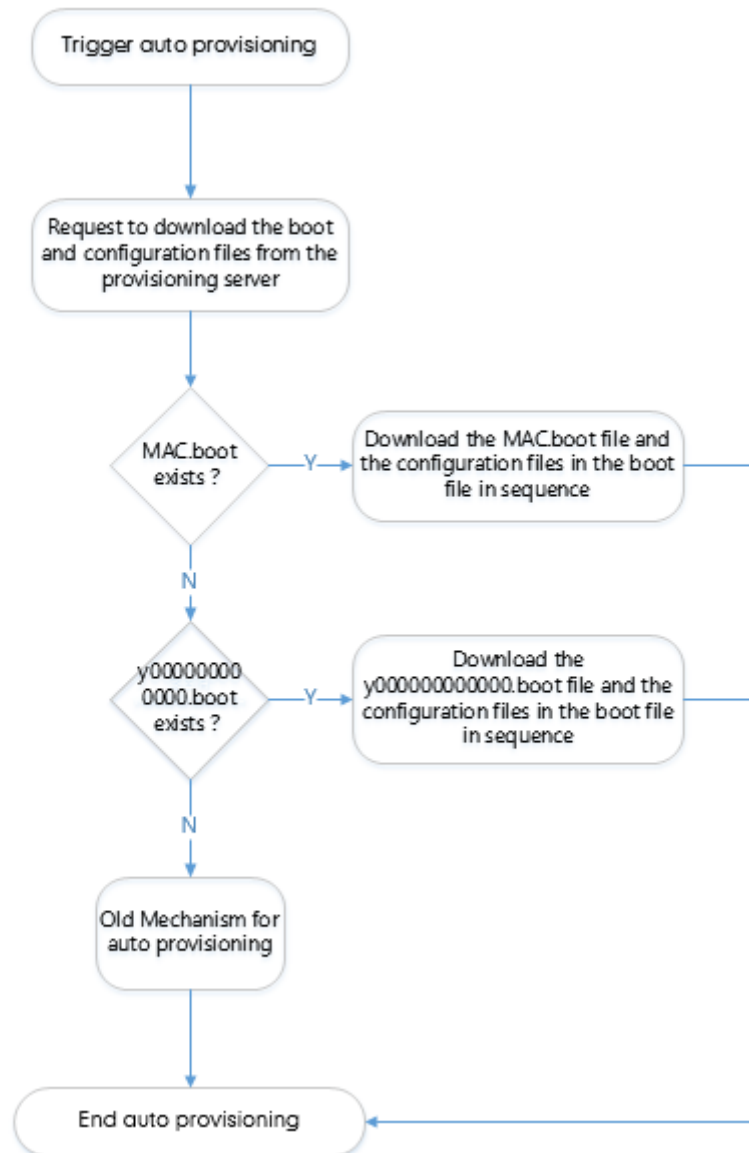 Trigger auto provisioning
Request to download the boot
and configuration files from the
provisioning server
MAC.boot
exists ?
Y
Download the MAC.boot file and
the configuration files in the boot
file in sequence
N
y00000000
0000.boot
exists ?
Y
Download the
y000000000000.boot file and the
configuration files in the boot file
in sequence
N
Old Mechanism for
auto provisioning
End auto provisioning